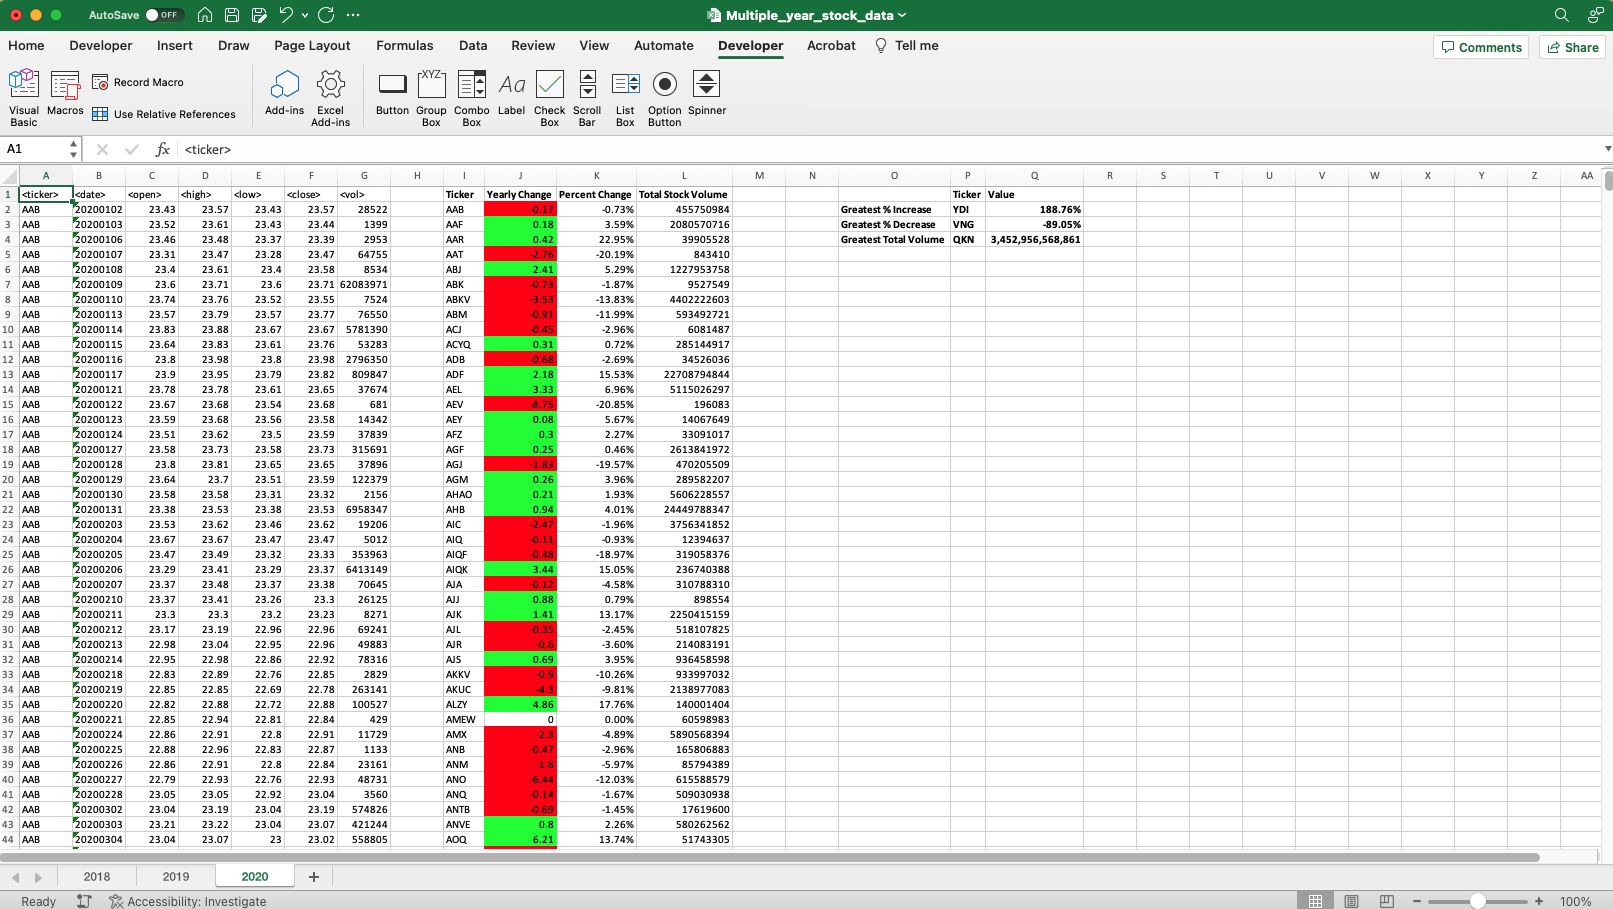 AutoSave OFF Multiple_year_stock_data
Home Developer Insert Draw Page Layout Formulas Data Review View Automate Developer Acrobat Tell me Comments Share
Visual Basic Macros Record Macro Use Relative References Add-ins Excel Add-ins Button Group Box Combo Box Label Check Box Scroll Bar List Box Option Button Spinner
XYZ Aa
A1 fx <ticker>
A B C D E F G H I J K L M N O P Q R S T U V W X Y Z AA
1 <ticker> <date> <open> <high> <low> <close> <vol> Ticker Yearly Change Percent Change Total Stock Volume Ticker Value
2 AAB 20200102 23.43 23.57 23.43 23.57 28522 AAB -0.17 -0.73% 455750984 Greatest % Increase YDI 188.76%
3 AAB 20200103 23.52 23.61 23.43 23.44 1399 AAF 0.18 3.59% 2080570716 Greatest % Decrease VNG -89.05%
4 AAB 20200106 23.46 23.48 23.37 23.39 2953 AAR 0.42 22.95% 39905528 Greatest Total Volume QKN 3,452,956,568,861
5 AAB 20200107 23.31 23.47 23.28 23.47 64755 AAT -2.76 -20.19% 843410
6 AAB 20200108 23.4 23.61 23.4 23.58 8534 ABJ 2.41 5.29% 1227953758
7 AAB 20200109 23.6 23.71 23.6 23.71 62083971 ABK -0.73 -1.87% 9527549
8 AAB 20200110 23.74 23.76 23.52 23.55 7524 ABKV -3.53 -13.83% 4402222603
9 AAB 20200113 23.57 23.79 23.57 23.77 76550 ABM -0.91 -11.99% 593492721
10 AAB 20200114 23.83 23.88 23.67 23.67 5781390 ACJ -0.45 -2.96% 6081487
11 AAB 20200115 23.64 23.83 23.61 23.76 53283 ACYQ 0.31 0.72% 285144917
12 AAB 20200116 23.8 23.98 23.8 23.98 2796350 ADB -0.68 -2.69% 34526036
13 AAB 20200117 23.9 23.95 23.79 23.82 809847 ADF 2.18 15.53% 22708794844
14 AAB 20200121 23.78 23.78 23.61 23.65 37674 AEL 3.33 6.96% 5115026297
15 AAB 20200122 23.67 23.68 23.54 23.68 681 AEV -8.75 -20.85% 196083
16 AAB 20200123 23.59 23.68 23.56 23.58 14342 AEY 0.08 5.67% 14067649
17 AAB 20200124 23.51 23.62 23.5 23.59 37839 AFZ 0.3 2.27% 33091017
18 AAB 20200127 23.58 23.73 23.58 23.73 315691 AGF 0.25 0.46% 2613841972
19 AAB 20200128 23.8 23.81 23.65 23.65 37896 AGJ -1.83 -19.57% 470205509
20 AAB 20200129 23.64 23.7 23.51 23.59 122379 AGM 0.26 3.96% 289582207
21 AAB 20200130 23.58 23.58 23.31 23.32 2156 AHAO 0.21 1.93% 5606228557
22 AAB 20200131 23.38 23.53 23.38 23.53 6958347 AHB 0.94 4.01% 24449788347
23 AAB 20200203 23.53 23.62 23.46 23.62 19206 AIC -2.47 -1.96% 3756341852
24 AAB 20200204 23.67 23.67 23.47 23.47 5012 AIQ -0.11 -0.93% 12394637
25 AAB 20200205 23.47 23.49 23.32 23.33 353963 AIQF -0.48 -18.97% 319058376
26 AAB 20200206 23.29 23.41 23.29 23.37 6413149 AIQK 3.44 15.05% 236740388
27 AAB 20200207 23.37 23.48 23.37 23.38 70645 AJA -0.12 -4.58% 310788310
28 AAB 20200210 23.37 23.41 23.26 23.3 26125 AJJ 0.88 0.79% 898554
29 AAB 20200211 23.3 23.3 23.2 23.23 8271 AJK 1.41 13.17% 2250415159
30 AAB 20200212 23.17 23.19 22.96 22.96 69241 AJL -0.35 -2.45% 518107825
31 AAB 20200213 22.98 23.04 22.95 22.96 49883 AJR -0.6 -3.60% 214083191
32 AAB 20200214 22.95 22.98 22.86 22.92 78316 AJS 0.69 3.95% 936458598
33 AAB 20200218 22.83 22.89 22.76 22.85 2829 AKKV -0.9 -10.26% 933997032
34 AAB 20200219 22.85 22.85 22.69 22.78 263141 AKUC -4.3 -9.81% 2138977083
35 AAB 20200220 22.82 22.88 22.72 22.88 100527 ALZY 4.86 17.76% 140001404
36 AAB 20200221 22.85 22.94 22.81 22.84 429 AMEW 0 0.00% 60598983
37 AAB 20200224 22.86 22.91 22.8 22.91 11729 AMX -2.3 -4.89% 5890568394
38 AAB 20200225 22.88 22.96 22.83 22.87 1133 ANB -0.47 -2.96% 165806883
39 AAB 20200226 22.86 22.91 22.8 22.84 23161 ANM -1.8 -5.97% 85794389
40 AAB 20200227 22.79 22.93 22.76 22.93 48731 ANO -6.44 -12.03% 615588579
41 AAB 20200228 23.05 23.05 22.92 23.04 3560 ANQ -0.14 -1.67% 509030938
42 AAB 20200302 23.04 23.19 23.04 23.19 574826 ANTB -0.69 -1.45% 17619600
43 AAB 20200303 23.21 23.22 23.04 23.07 421244 ANVE 0.8 2.26% 580262562
44 AAB 20200304 23.04 23.07 23 23.02 558805 AOQ 6.21 13.74% 51743305
2018 2019 2020 +
Ready Accessibility: Investigate 100%